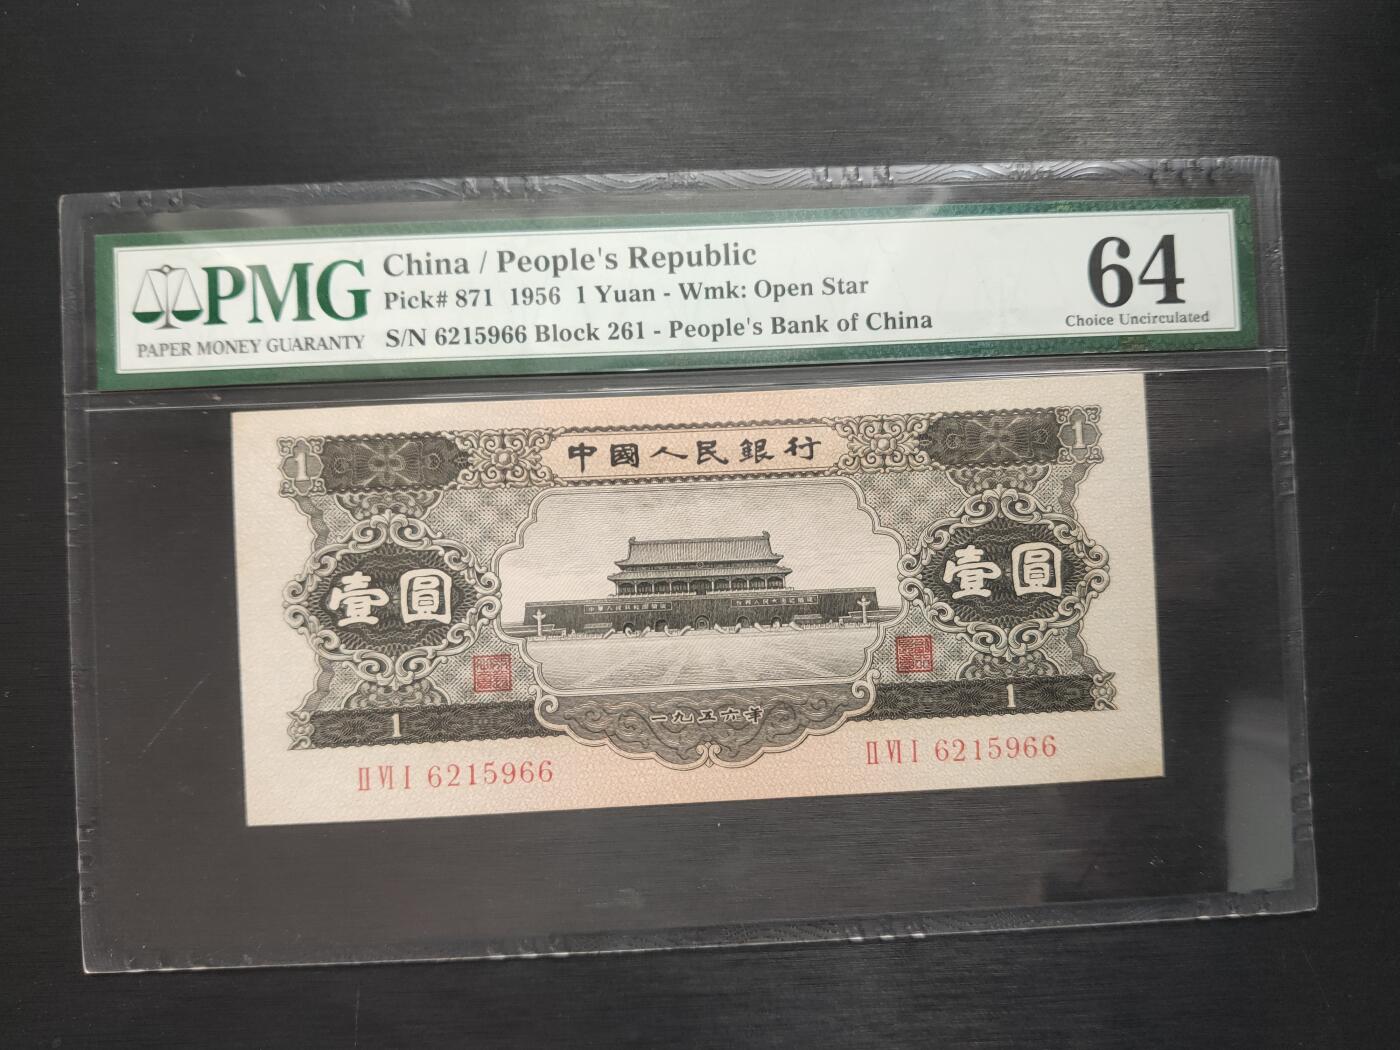 PMG
PAPER MONEY GUARANTY
China / People's Republic
Pick# 871 1956 1 Yuan - Wmk: Open Star
S/N 6215966 Block 261 - People's Bank of China
64
Choice Uncirculated
中國人民銀行
1
1
壹圓
壹圓
1
1
一九五六年
II VI I 6215966
II VI I 6215966